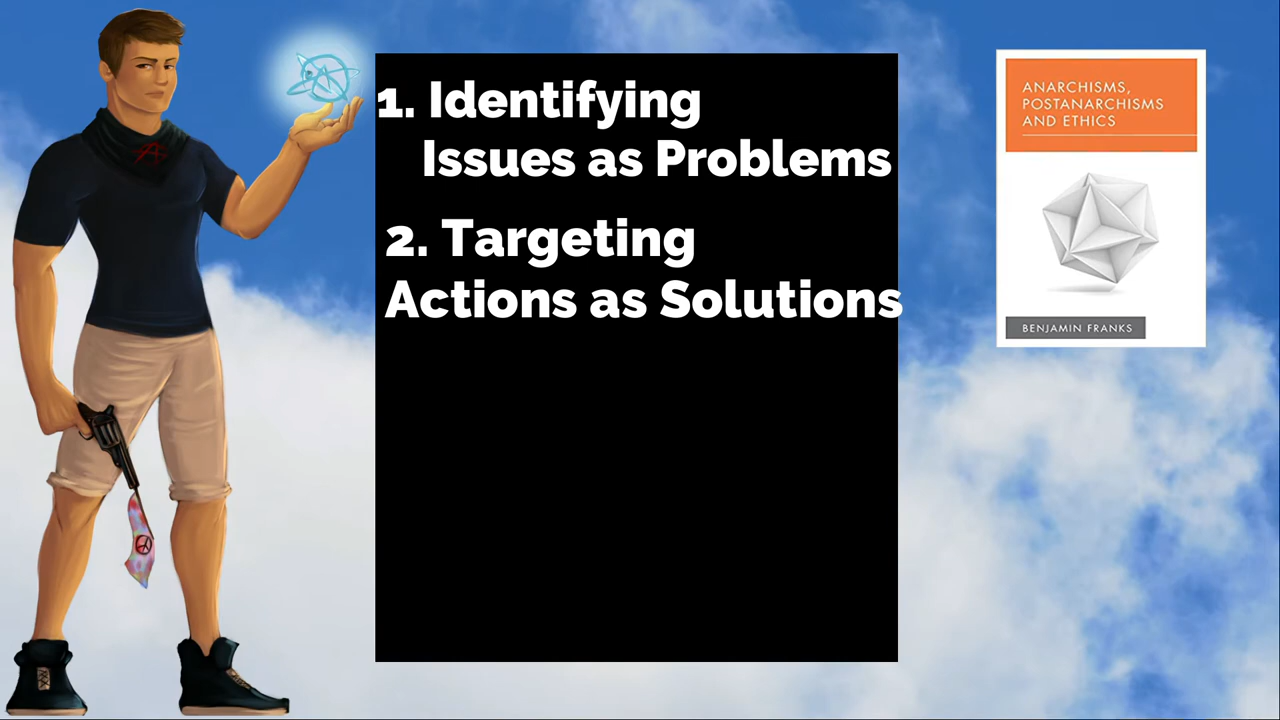 1. Identifying
Issues as Problems
2. Targeting
Actions as Solutions
ANARCHISMS,
POSTANARCHISMS
AND ETHICS
BENJAMIN FRANKS